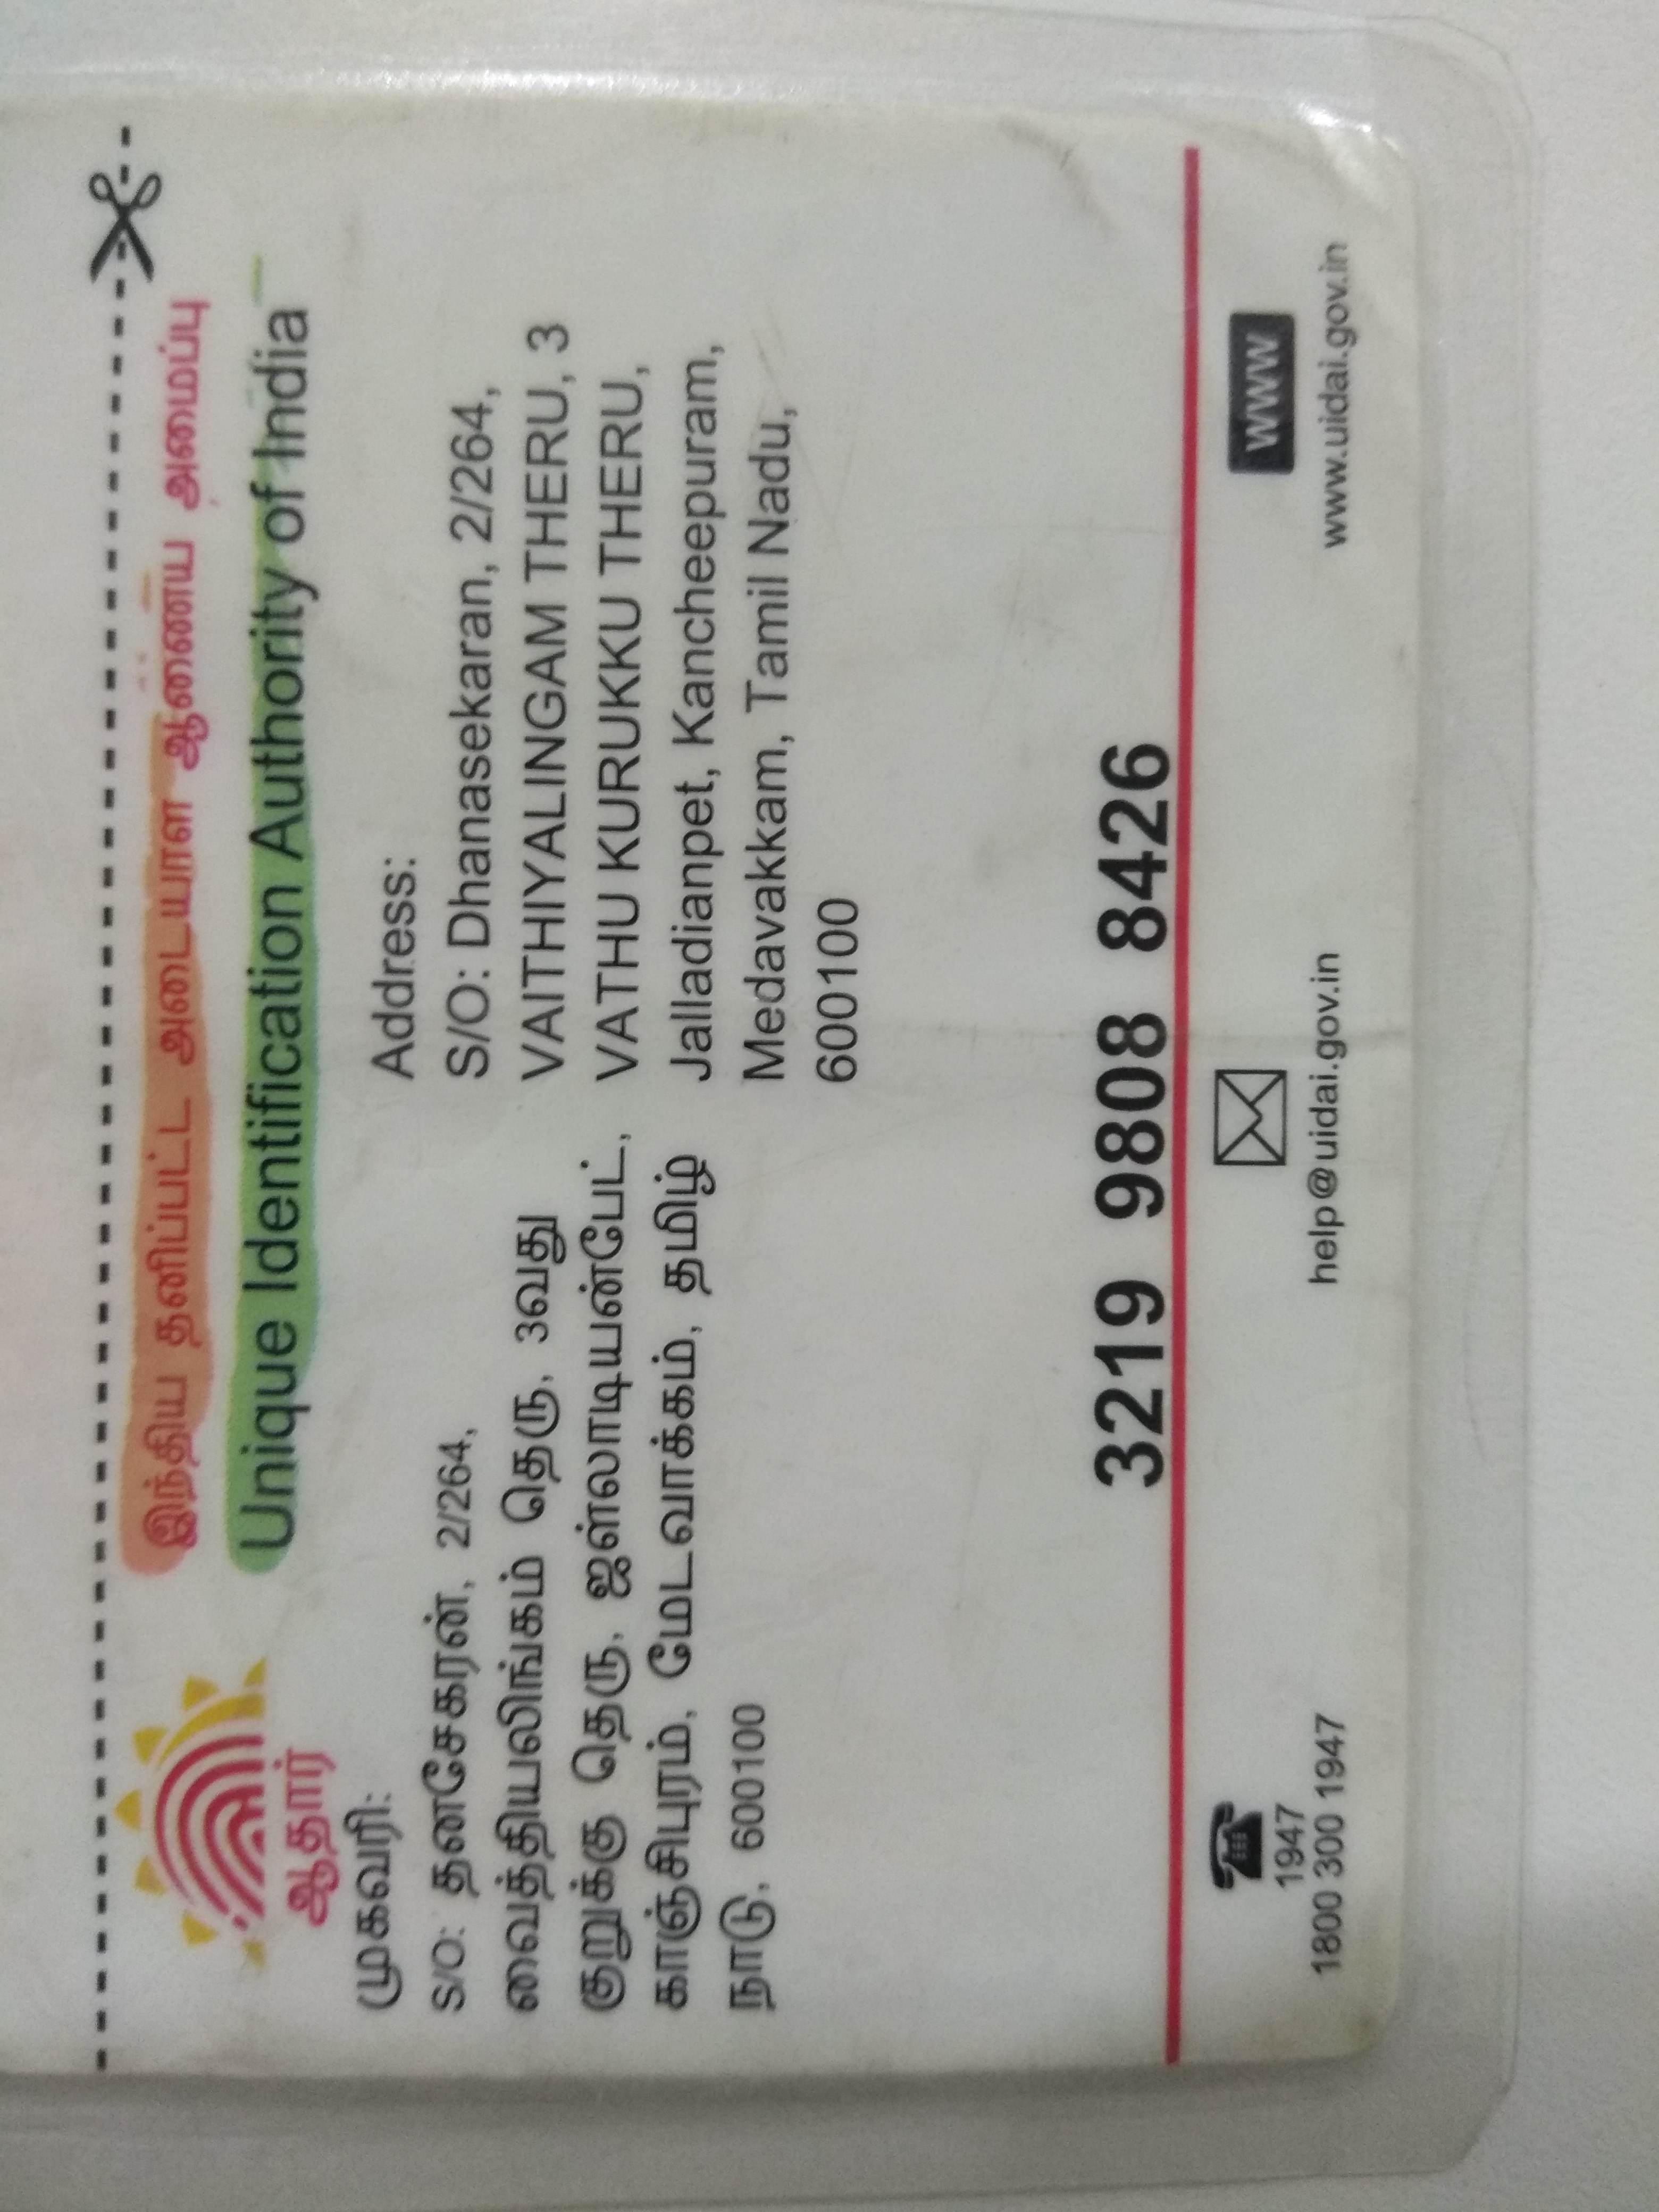 இந்திய தனிப்பட்ட அடையாள ஆணைய அமைப்பு
Unique Identification Authority of India
ஆதார்
முகவரி:
S/O: தனசேகரன், 2/264,
வைத்தியலிங்கம் தெரு, 3வது
குறுக்கு தெரு, ஜள்லாடியன்பேட்,
காஞ்சிபுரம், மேடவாக்கம், தமிழ்
நாடு, 600100
Address:
S/O: Dhanasekaran, 2/264,
VAITHIYALINGAM THERU, 3
VATHU KURUKKU THERU,
Jalladianpet, Kancheepuram,
Medavakkam, Tamil Nadu,
600100
3219 9808 8426
1947
1800 300 1947
help@uidai.gov.in
WWW
www.uidai.gov.in